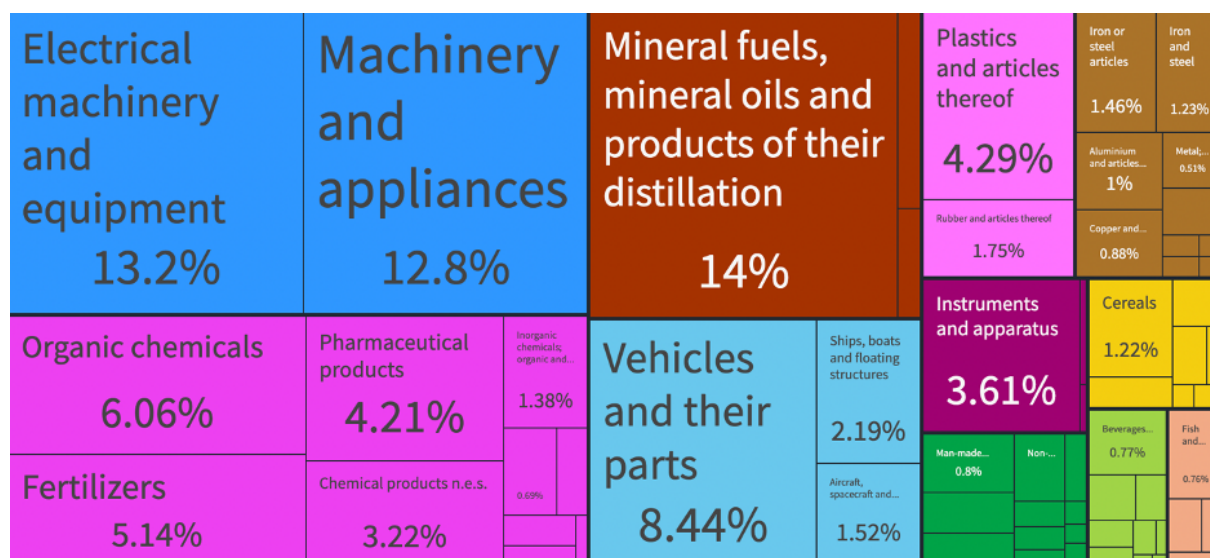 Electrical
machinery
and
equipment
13.2%
Machinery
and
appliances
12.8%
Mineral fuels,
mineral oils and
products of their
distillation
14%
Plastics
and articles
thereof
4.29%
Rubber and articles thereof
1.75%
Iron or
steel
articles
1.46%
Iron
and
steel
1.23%
Aluminium
and articles...
1%
Metal;...
0.51%
Copper and...
0.88%
Organic chemicals
6.06%
Fertilizers
5.14%
Pharmaceutical
products
4.21%
Chemical products n.e.s.
3.22%
Inorganic
chemicals;
organic and...
1.38%
0.69%
Vehicles
and their
parts
8.44%
Ships, boats
and floating
structures
2.19%
Aircraft,
spacecraft and...
1.52%
Instruments
and apparatus
3.61%
Cereals
1.22%
Man-made...
0.8%
Non-...
Beverages...
0.77%
Fish
and...
0.76%